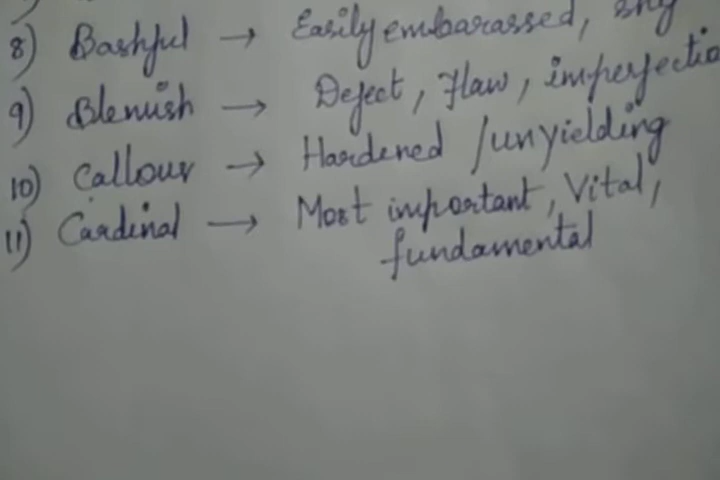 8) Bashful → Easily embarassed, shy
9) Blemish → Defect, Flaw, imperfectio
10) Callour → Hardened /unyielding
11) Cardinal → Most important, Vital,
fundamental